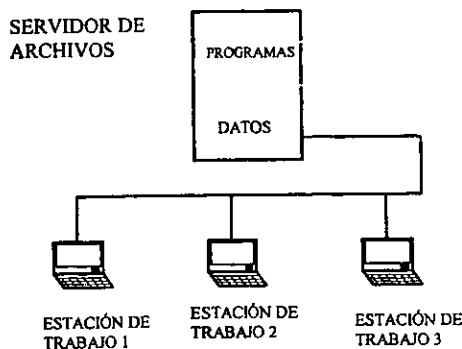 SERVIDOR DE
ARCHIVOS
PROGRAMAS
DATOS
ESTACIÓN DE
TRABAJO 1
ESTACIÓN DE
TRABAJO 2
ESTACIÓN DE
TRABAJO 3